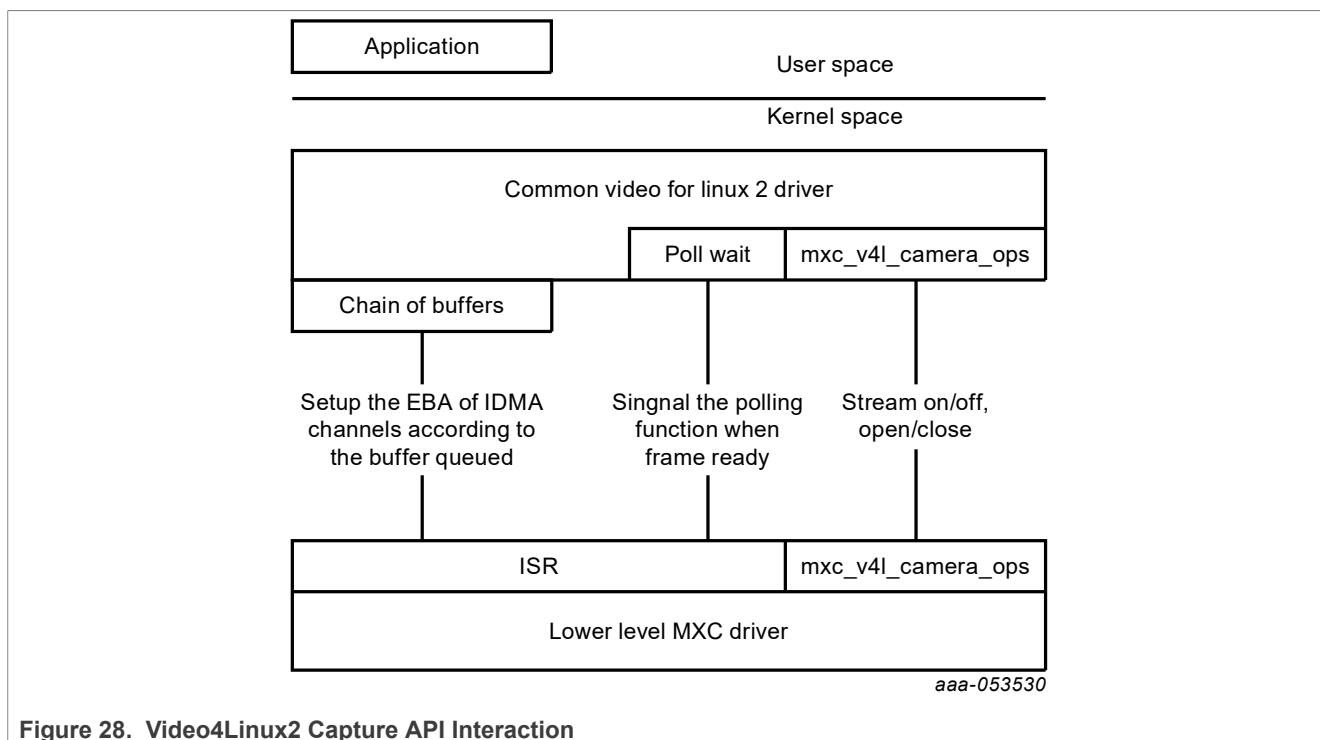 Application
User space
Kernel space
Common video for linux 2 driver
Poll wait
mxc_v4l_camera_ops
Chain of buffers
Setup the EBA of IDMA
channels according to
the buffer queued
Singnal the polling
function when
frame ready
Stream on/off,
open/close
ISR
mxc_v4l_camera_ops
Lower level MXC driver
aaa-053530
Figure 28. Video4Linux2 Capture API Interaction